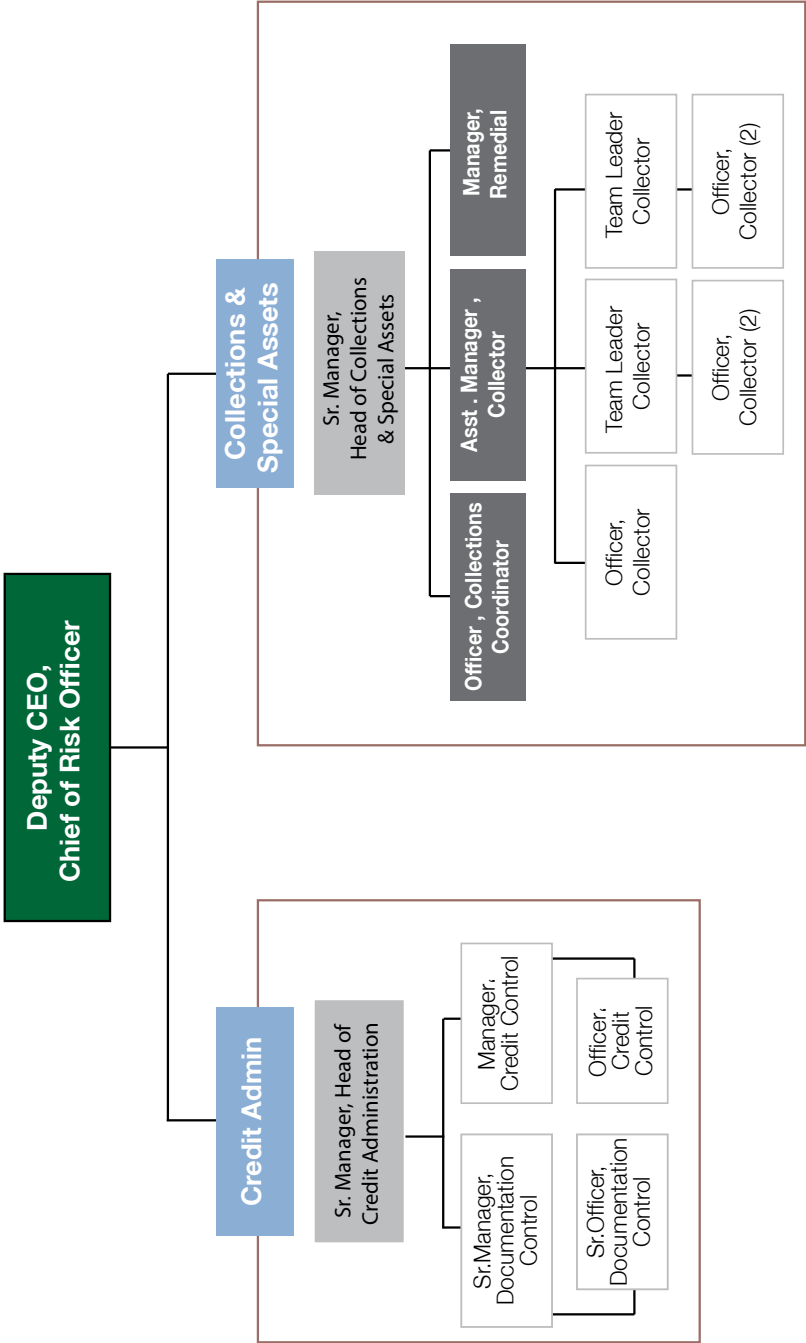 Deputy CEO,
Chief of Risk Officer
Credit Admin
Sr. Manager, Head of
Credit Administration
Sr.Manager,
Documentation
Control
Sr.Officer,
Documentation
Control
Manager,
Credit Control
Officer,
Credit
Control
Collections &
Special Assets
Sr. Manager,
Head of Collections
& Special Assets
Officer , Collections
Coordinator
Asst . Manager ,
Collector
Manager,
Remedial
Officer,
Collector
Team Leader
Collector
Officer,
Collector (2)
Team Leader
Collector
Officer,
Collector (2)